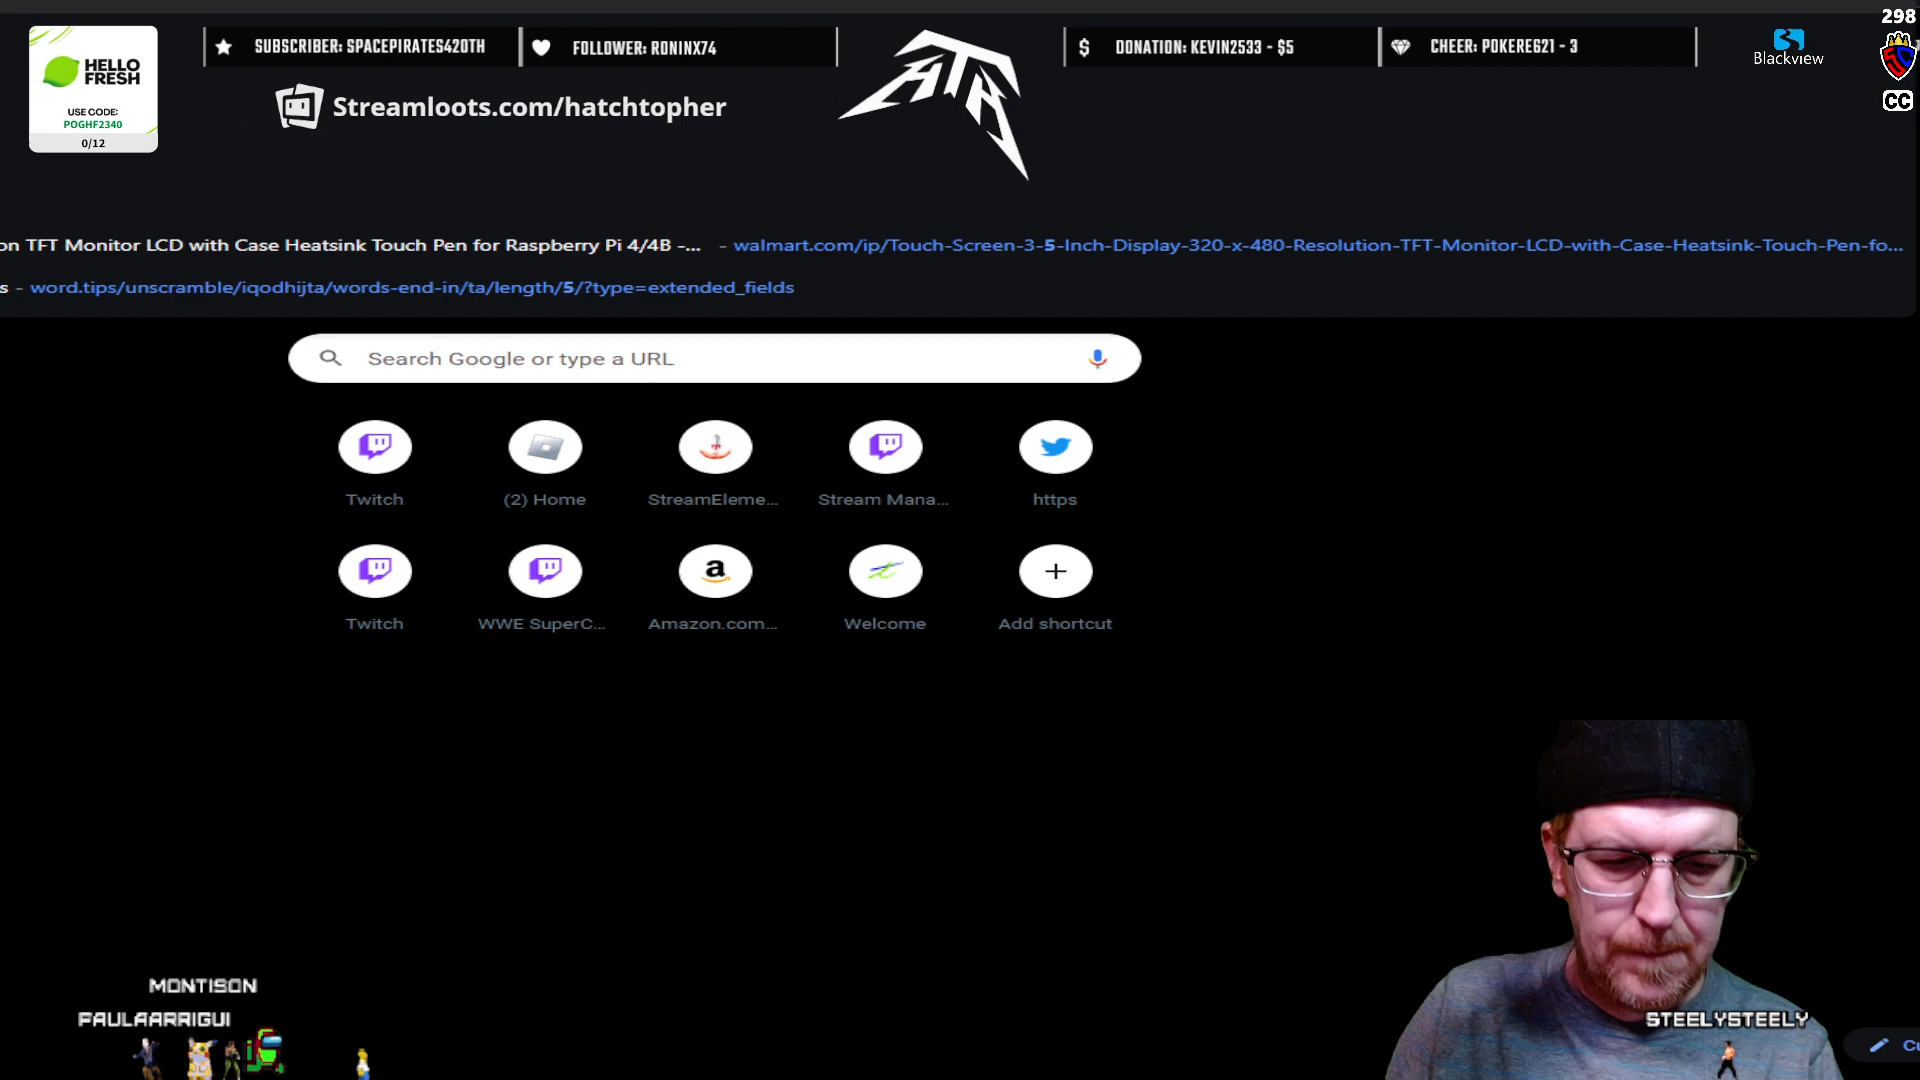 298
HELLO
FRESH
USE CODE:
POGHF2340
0/12
SUBSCRIBER: SPACEPIRATES420TH
FOLLOWER: RONINX74
DONATION: KEVIN2533 - $5
CHEER: POKERE621 - 3
Blackview
CC
Streamloots.com/hatchtopher
on TFT Monitor LCD with Case Heatsink Touch Pen for Raspberry Pi 4/4B -... - walmart.com/ip/Touch-Screen-3-5-Inch-Display-320-x-480-Resolution-TFT-Monitor-LCD-with-Case-Heatsink-Touch-Pen-fo...
s - word.tips/unscramble/iqodhijta/words-end-in/ta/length/5/?type=extended_fields
Search Google or type a URL
Twitch
(2) Home
StreamEleme...
Stream Mana...
https
Twitch
WWE SuperC...
Amazon.com...
Welcome
Add shortcut
MONTISON
FAULAARRIGUI
STEELYSTEELY
Cu